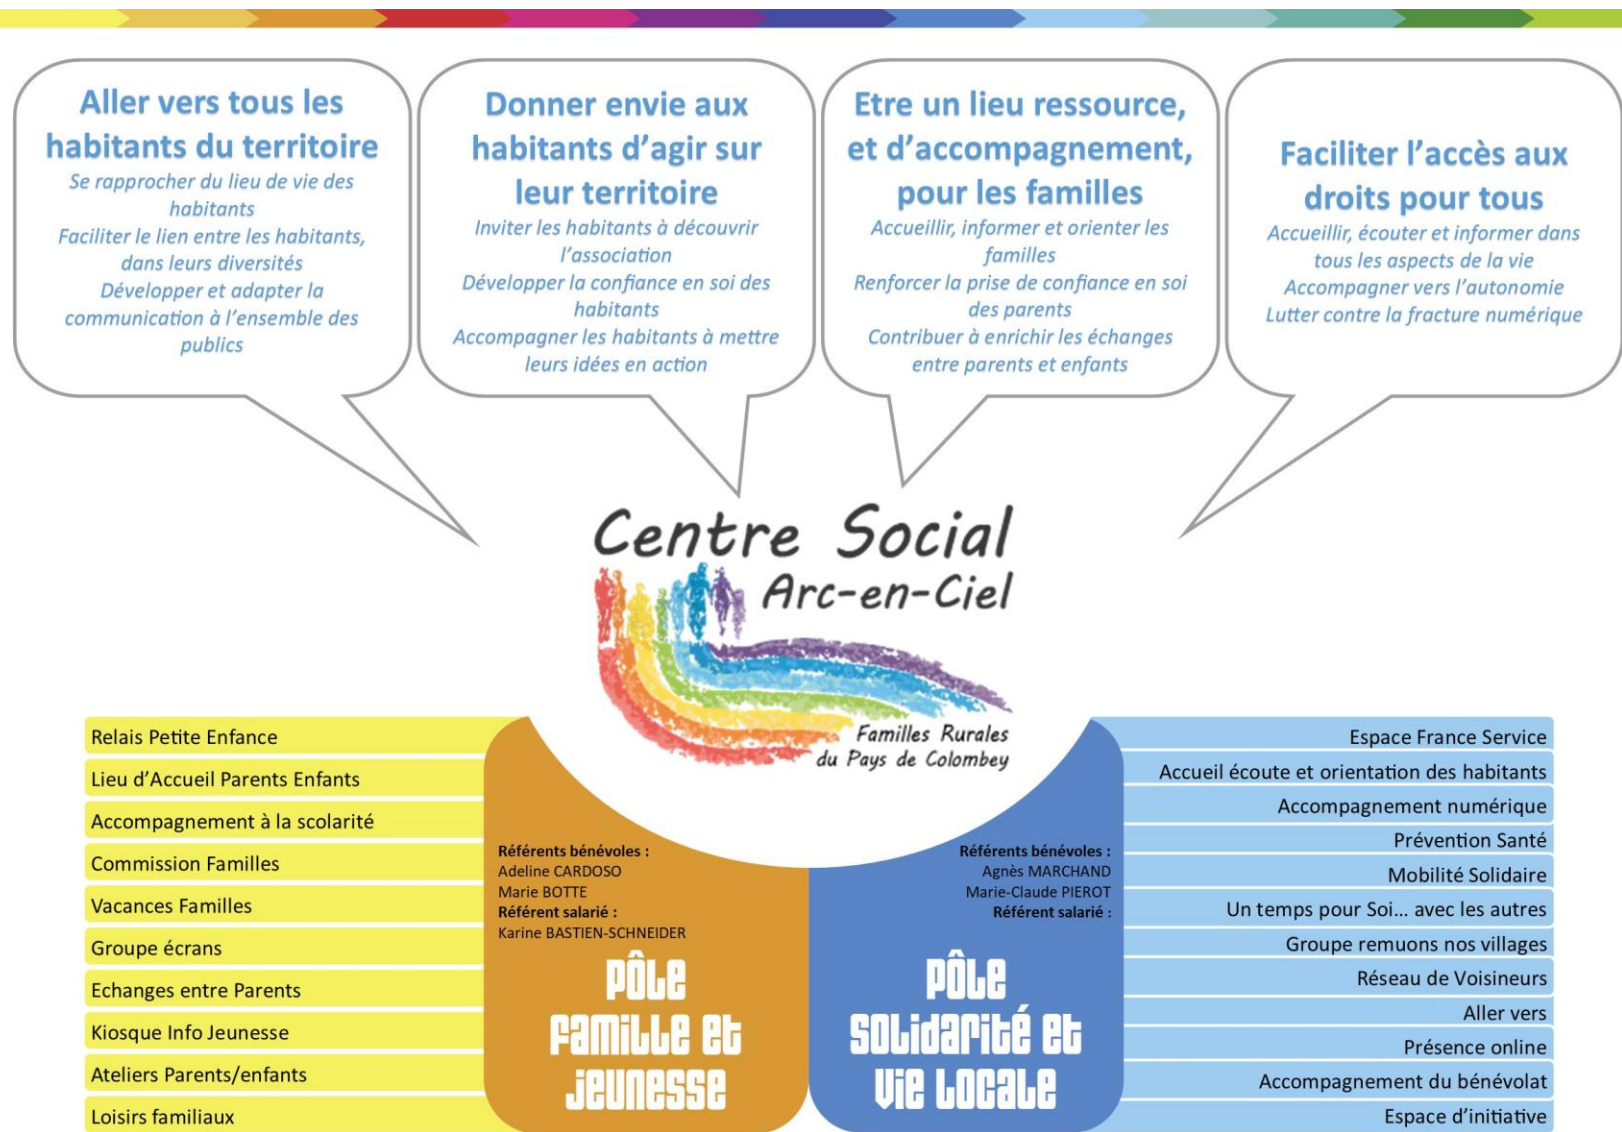 Aller vers tous les
habitants du territoire
Se rapprocher du lieu de vie des
habitants
Faciliter le lien entre les habitants,
dans leurs diversités
Développer et adapter la
communication à l'ensemble des
publics
Donner envie aux
habitants d'agir sur
leur territoire
Inviter les habitants à découvrir
l'association
Développer la confiance en soi des
habitants
Accompagner les habitants à mettre
leurs idées en action
Etre un lieu ressource,
et d'accompagnement,
pour les familles
Accueillir, informer et orienter les
familles
Renforcer la prise de confiance en soi
des parents
Contribuer à enrichir les échanges
entre parents et enfants
Faciliter l'accès aux
droits pour tous
Accueillir, écouter et informer dans
tous les aspects de la vie
Accompagner vers l'autonomie
Lutter contre la fracture numérique
Centre Social
Arc-en-Ciel
Familles Rurales
du Pays de Colombey
Relais Petite Enfance
Lieu d'Accueil Parents Enfants
Accompagnement à la scolarité
Commission Familles
Vacances Familles
Groupe écrans
Echanges entre Parents
Kiosque Info Jeunesse
Ateliers Parents/enfants
Loisirs familiaux
Référents bénévoles :
Adeline CARDOSO
Marie BOTTE
Référent salarié :
Karine BASTIEN-SCHNEIDER
PÔLE
Famille et
jeunesse
Référents bénévoles :
Agnès MARCHAND
Marie-Claude PIEROT
Référent salarié :
PÔLE
Solidarité et
Vie locale
Espace France Service
Accueil écoute et orientation des habitants
Accompagnement numérique
Prévention Santé
Mobilité Solidaire
Un temps pour Soi... avec les autres
Groupe remuons nos villages
Réseau de Voisineurs
Aller vers
Présence online
Accompagnement du bénévolat
Espace d'initiative